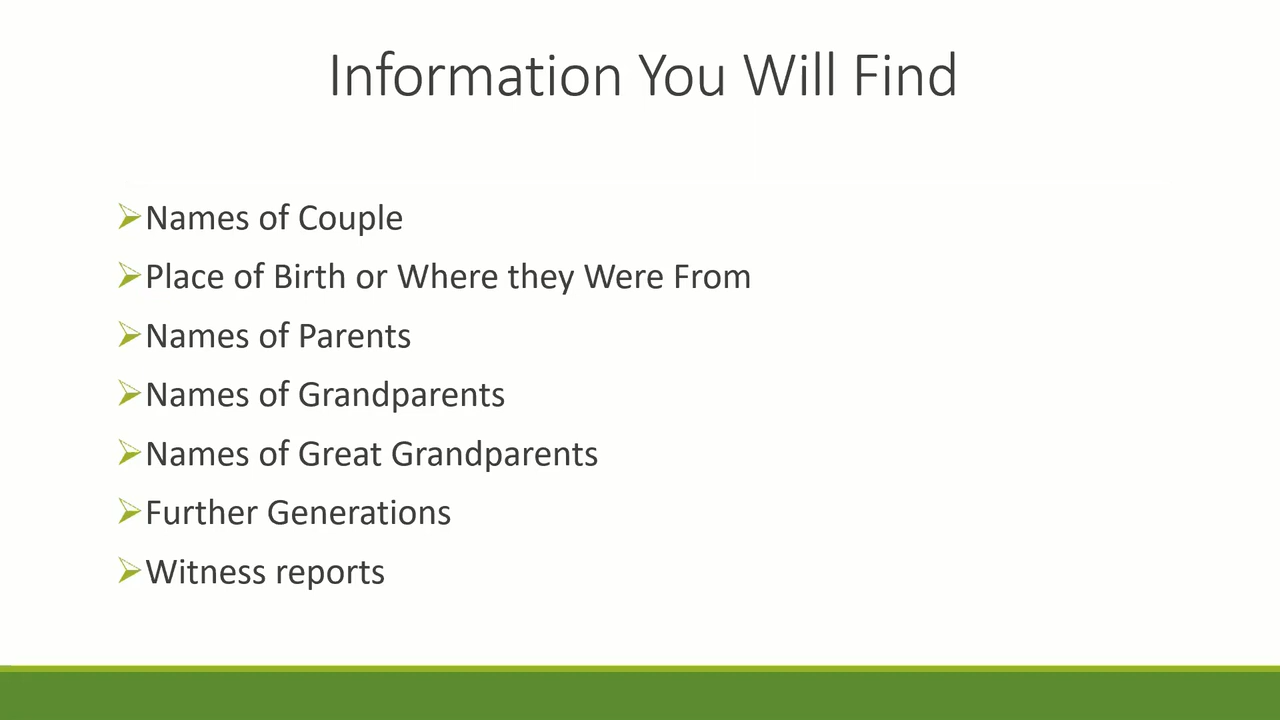 Information You Will Find
Names of Couple
Place of Birth or Where they Were From
Names of Parents
Names of Grandparents
Names of Great Grandparents
Further Generations
Witness reports